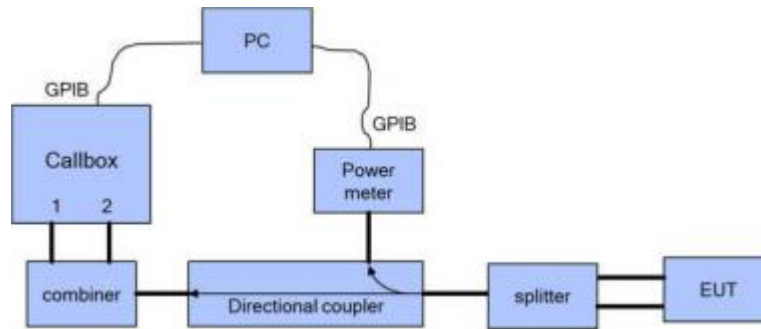 PC
GPIB
GPIB
Callbox
1 2
Power
meter
combiner
Directional coupler
splitter
EUT